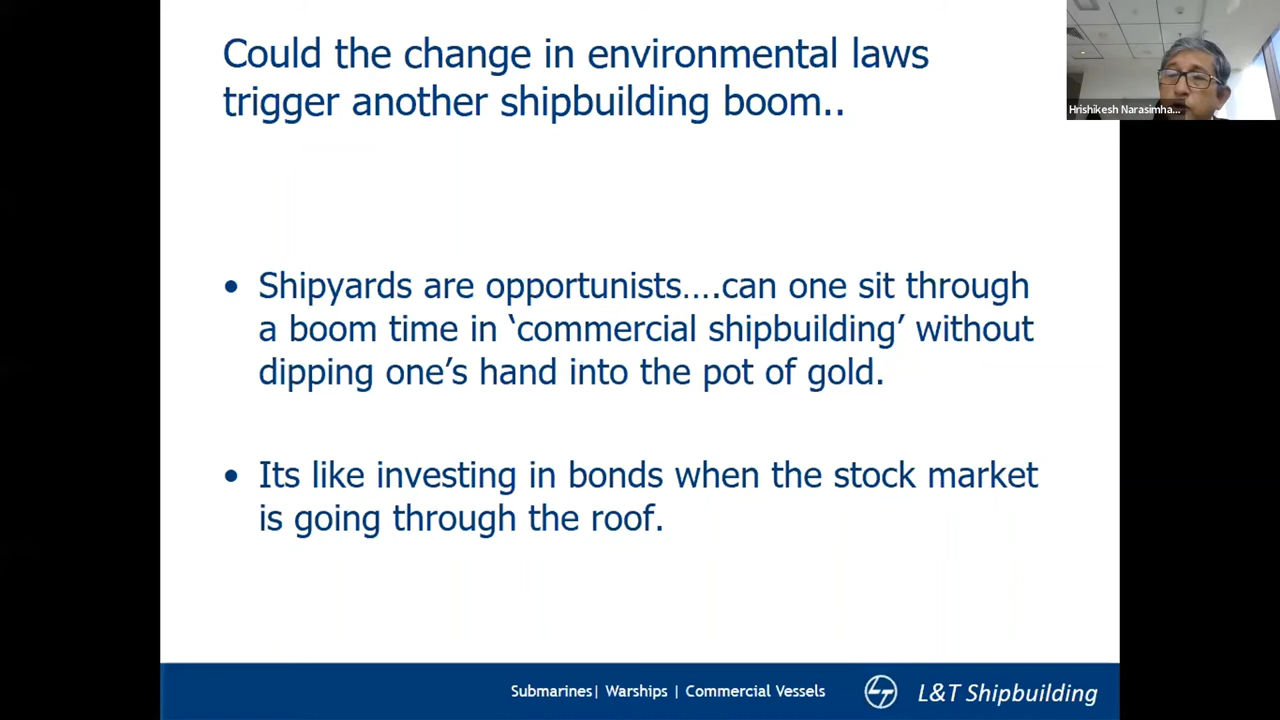 Could the change in environmental laws
trigger another shipbuilding boom..
Hrishikesh Narasimha...
• Shipyards are opportunists....can one sit through
a boom time in ‘commercial shipbuilding’ without
dipping one’s hand into the pot of gold.
• Its like investing in bonds when the stock market
is going through the roof.
Submarines| Warships | Commercial Vessels
L&T Shipbuilding